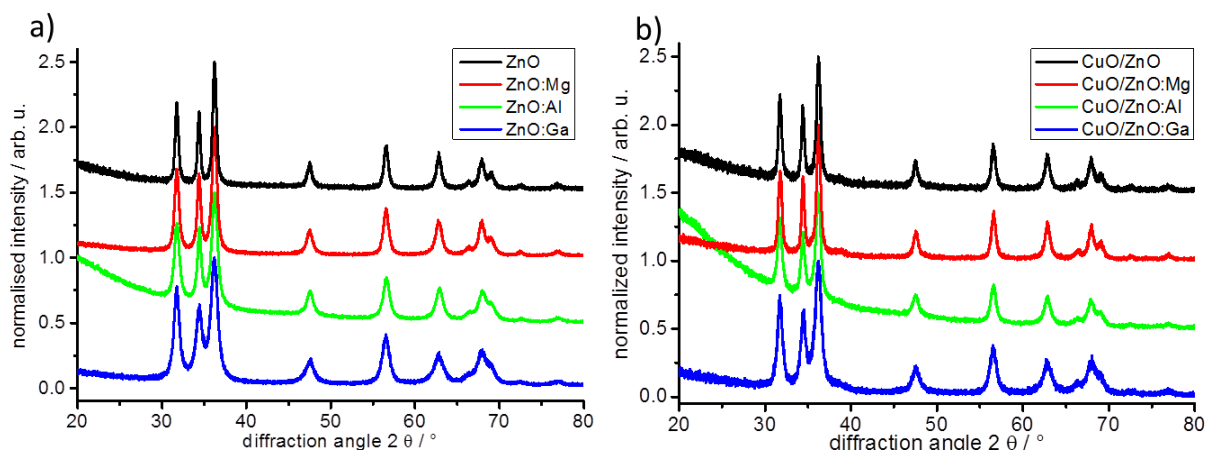 a)
ZnO
ZnO:Mg
ZnO:Al
ZnO:Ga
2.5
2.0
1.5
1.0
0.5
0.0
normalised intensity / arb. u.
20 30 40 50 60 70 80
diffraction angle 2 θ / °
b)
CuO/ZnO
CuO/ZnO:Mg
CuO/ZnO:Al
CuO/ZnO:Ga
2.5
2.0
1.5
1.0
0.5
0.0
normalized intensity / arb. u.
20 30 40 50 60 70 80
diffraction angle 2 θ / °